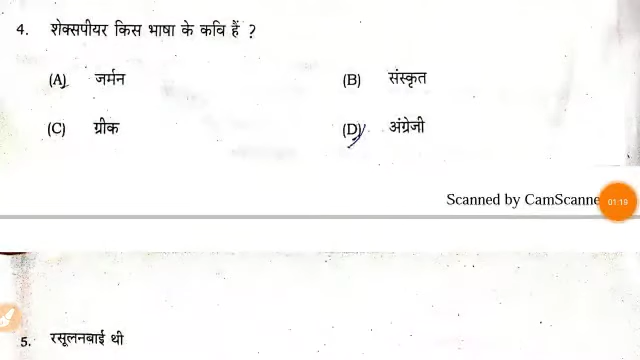 4. शेक्सपीयर किस भाषा के कवि हैं ?
(A) जर्मन (B) संस्कृत
(C) ग्रीक (D) अंग्रेजी
Scanned by CamScanne
01:19
5. रसूलनबाई थी